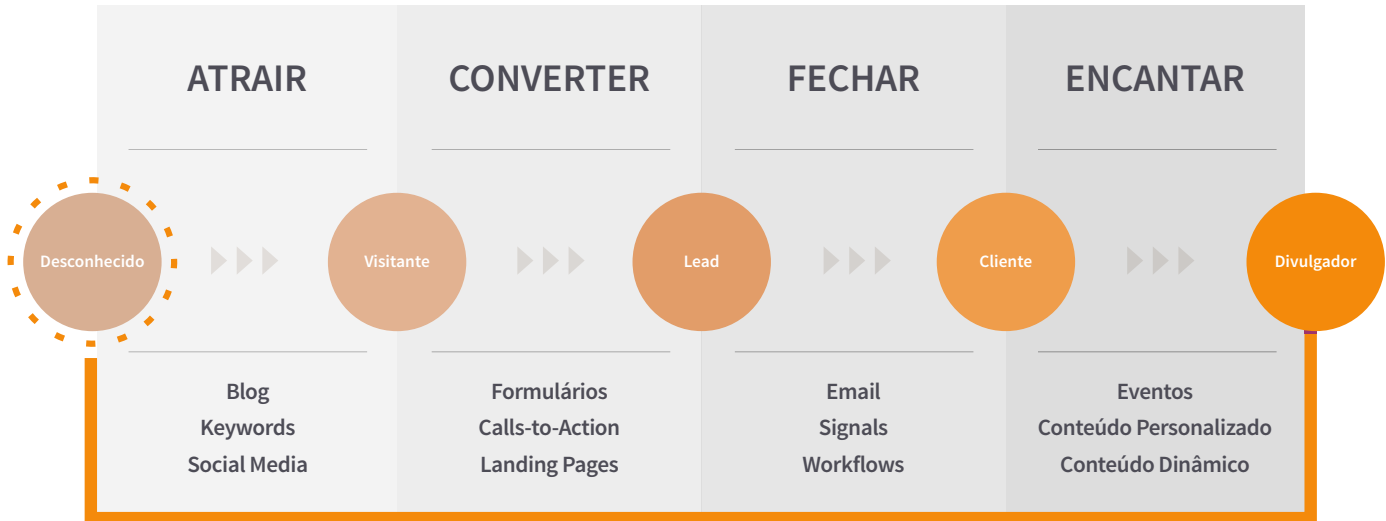 ATRAIR
CONVERTER
FECHAR
ENCANTAR
Desconhecido
Visitante
Lead
Cliente
Divulgador
Blog
Keywords
Social Media
Formulários
Calls-to-Action
Landing Pages
Email
Signals
Workflows
Eventos
Conteúdo Personalizado
Conteúdo Dinâmico